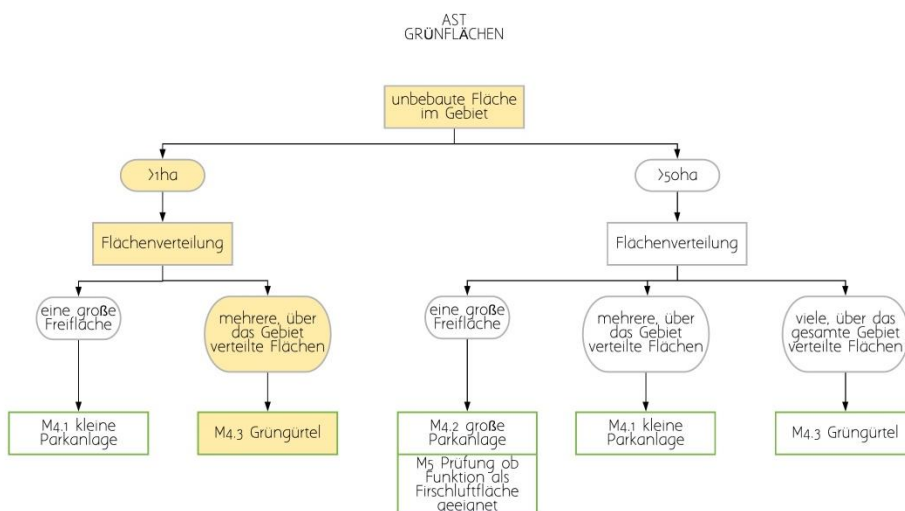 AST
GRÜNFLÄCHEN
unbebaute Fläche
im Gebiet
>1ha
>50ha
Flächenverteilung
Flächenverteilung
eine große
Freifläche
mehrere, über
das Gebiet
verteilte Flächen
eine große
Freifläche
mehrere, über
das Gebiet
verteilte Flächen
viele, über das
gesamte Gebiet
verteilte Flächen
M4.1 kleine
Parkanlage
M4.3 Grüngürtel
M4.2 große
Parkanlage
M5 Prüfung ob
Funktion als
Firschluftfläche
geeignet
M4.1 kleine
Parkanlage
M4.3 Grüngürtel